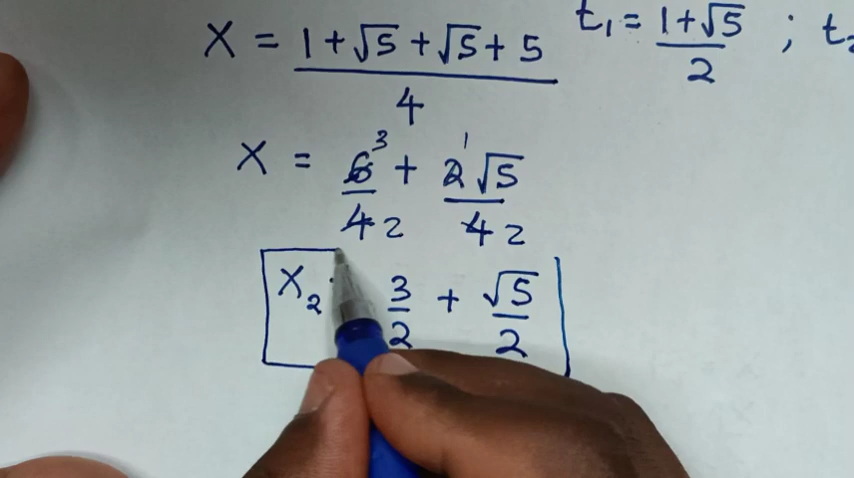 X = (1 + √5 + √5 + 5)/4    t₁ = (1 + √5)/2 ; t
X = 6/4 + 2√5/4
3 2 1 2
X₂ 3/2 + √5/2